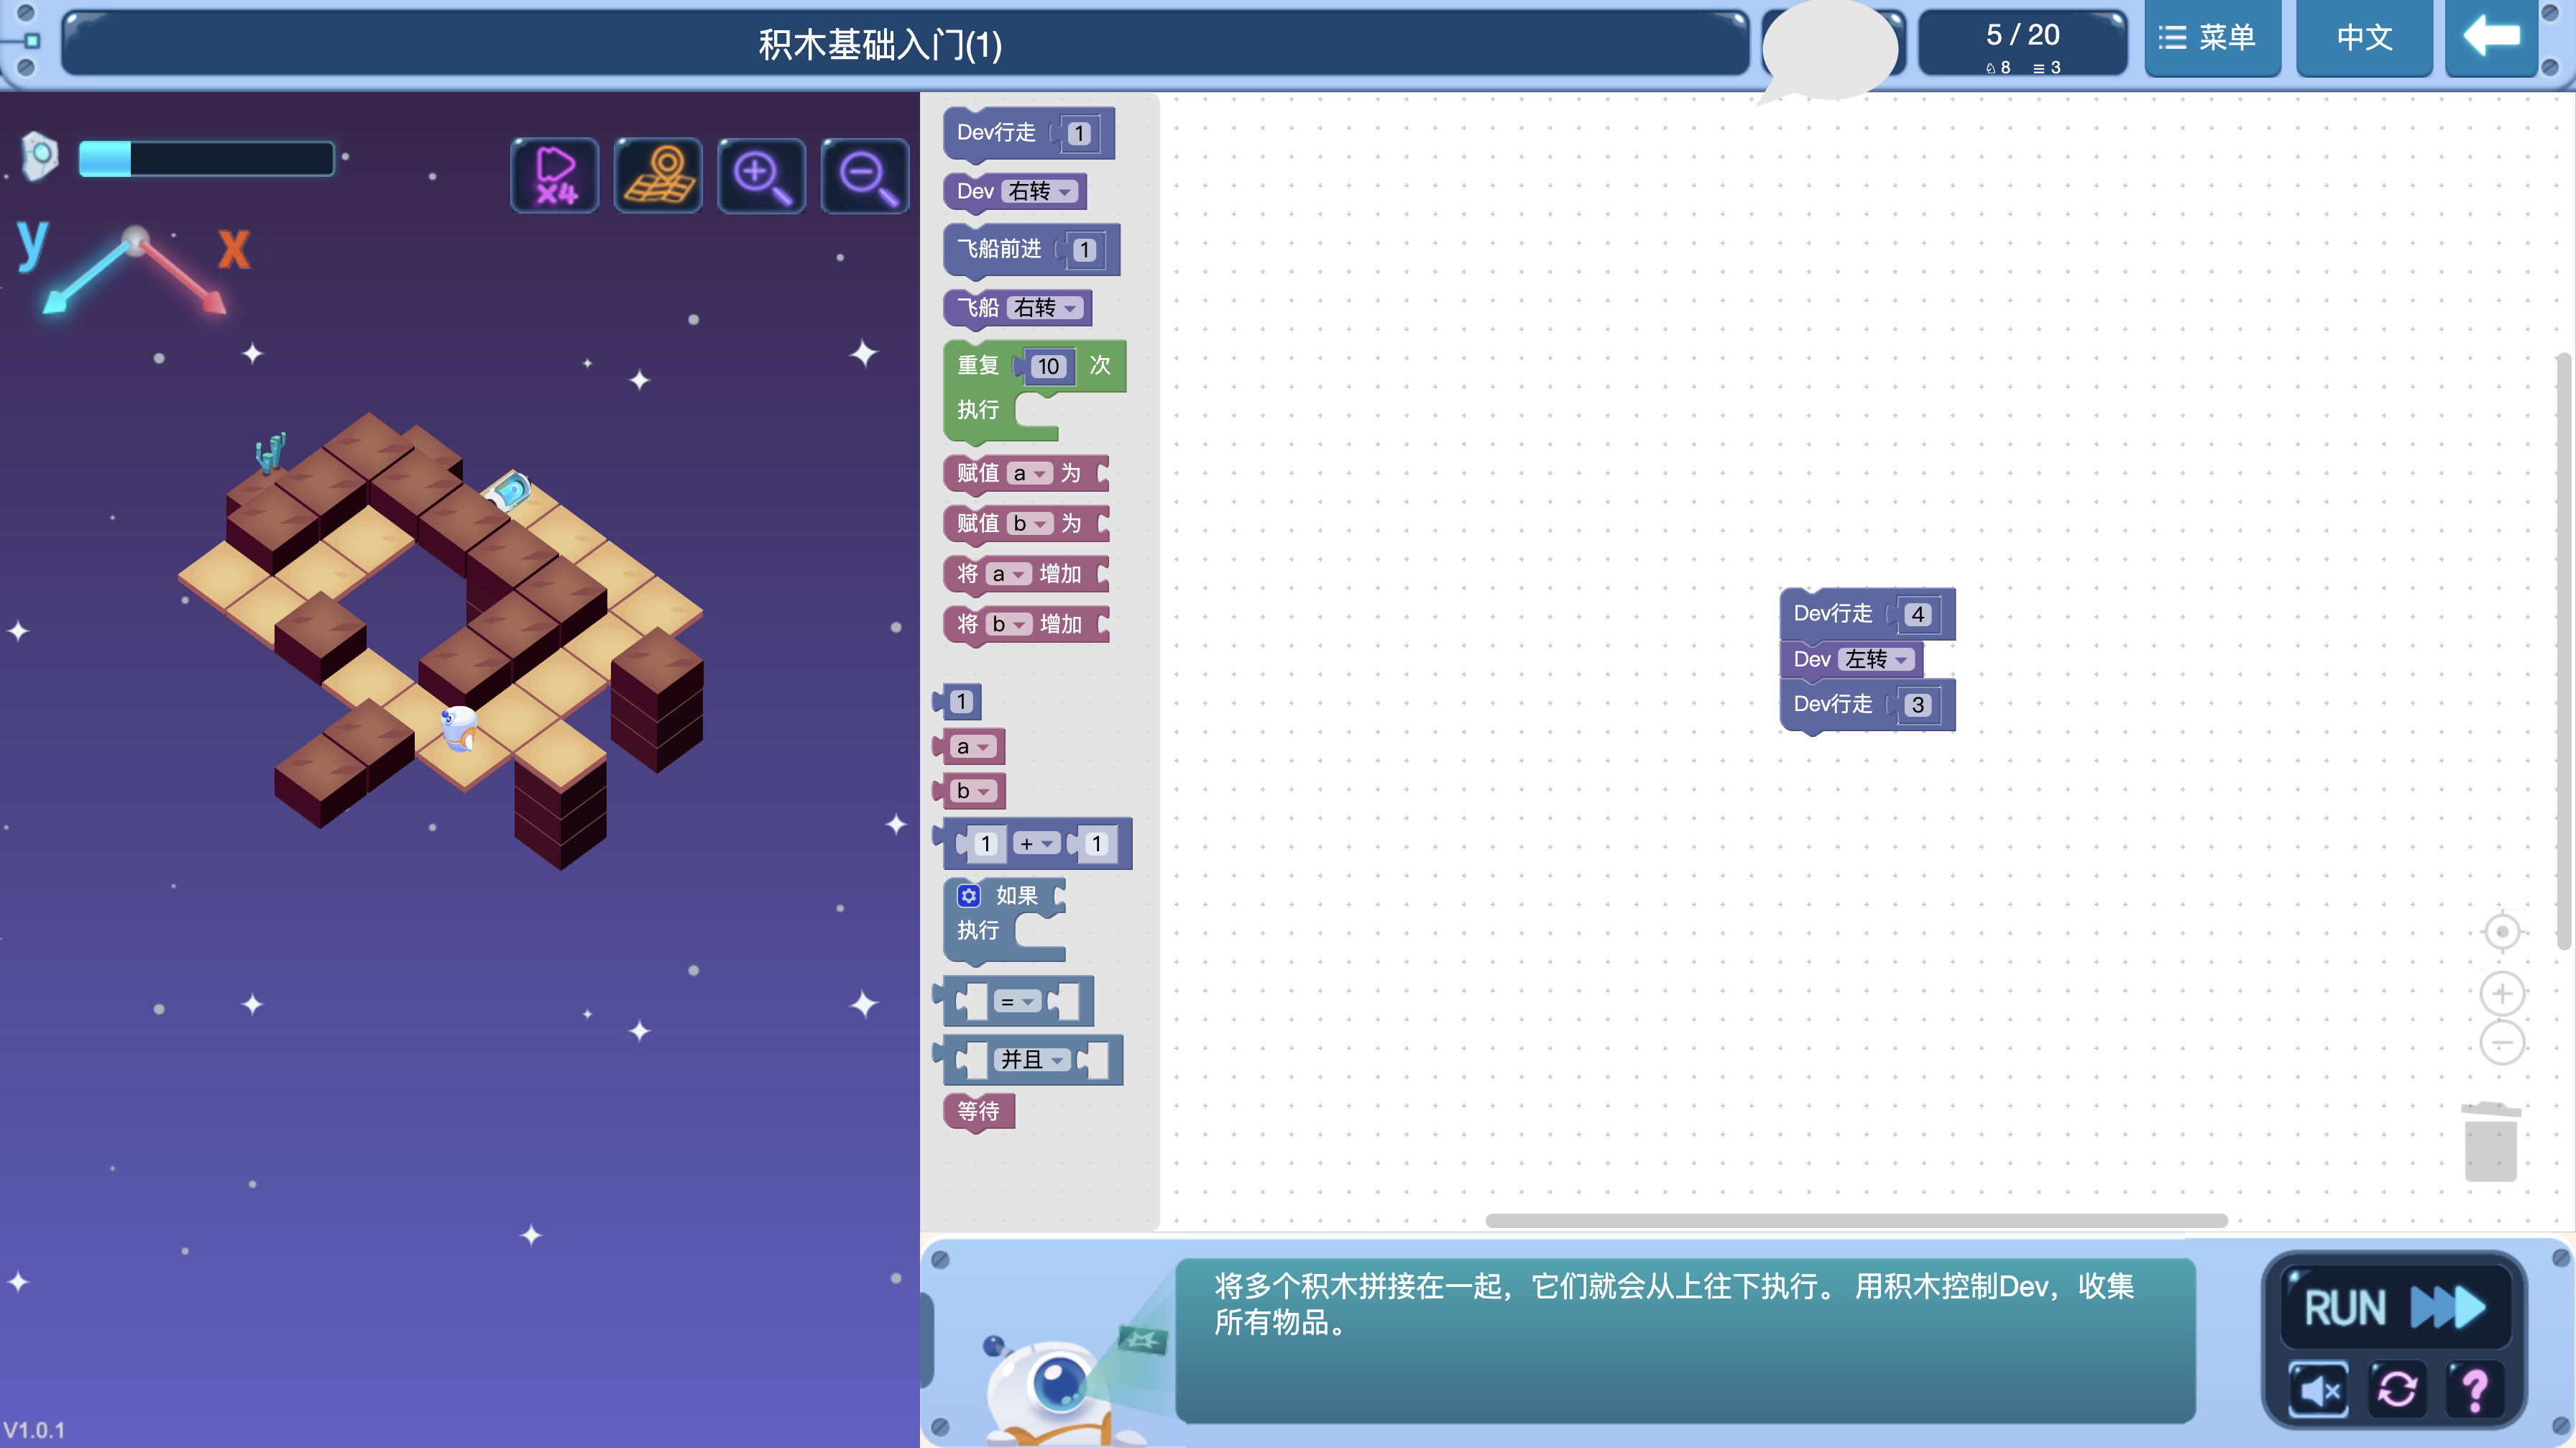 积木基础入门(1)
5 / 20
8 3
菜单
中文
X4
y
x
Dev行走 1
Dev 右转
飞船前进 1
飞船 右转
重复 10 次
执行
赋值 a 为
赋值 b 为
将 a 增加
将 b 增加
1
a
b
1 + 1
如果
执行
=
并且
等待
Dev行走 4
Dev 左转
Dev行走 3
将多个积木拼接在一起，它们就会从上往下执行。 用积木控制Dev，收集
所有物品。
RUN
?
V1.0.1